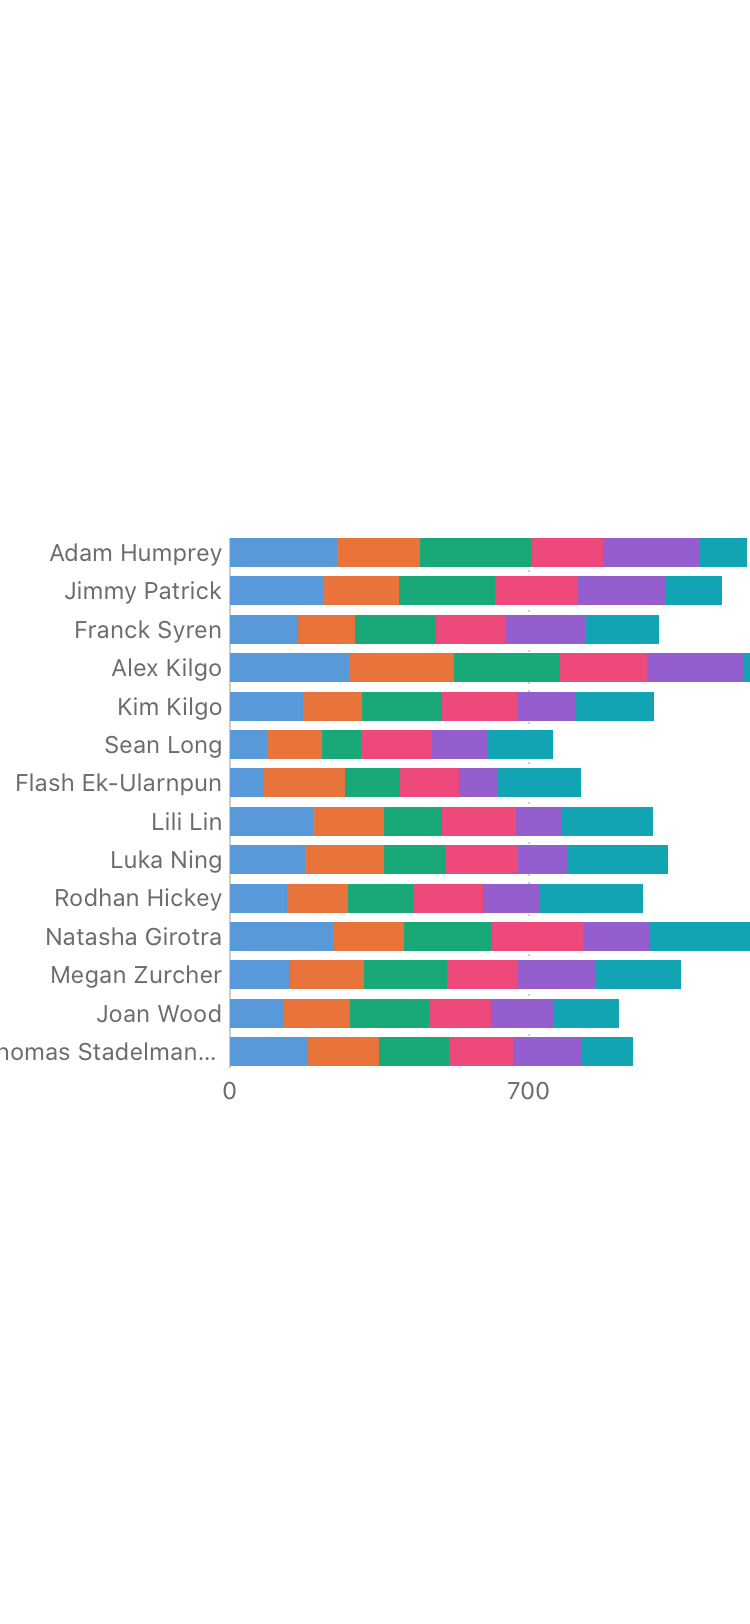 Adam Humprey
Jimmy Patrick
Franck Syren
Alex Kilgo
Kim Kilgo
Sean Long
Flash Ek-Ularnpun
Lili Lin
Luka Ning
Rodhan Hickey
Natasha Girotra
Megan Zurcher
Joan Wood
homas Stadelman...
0 700